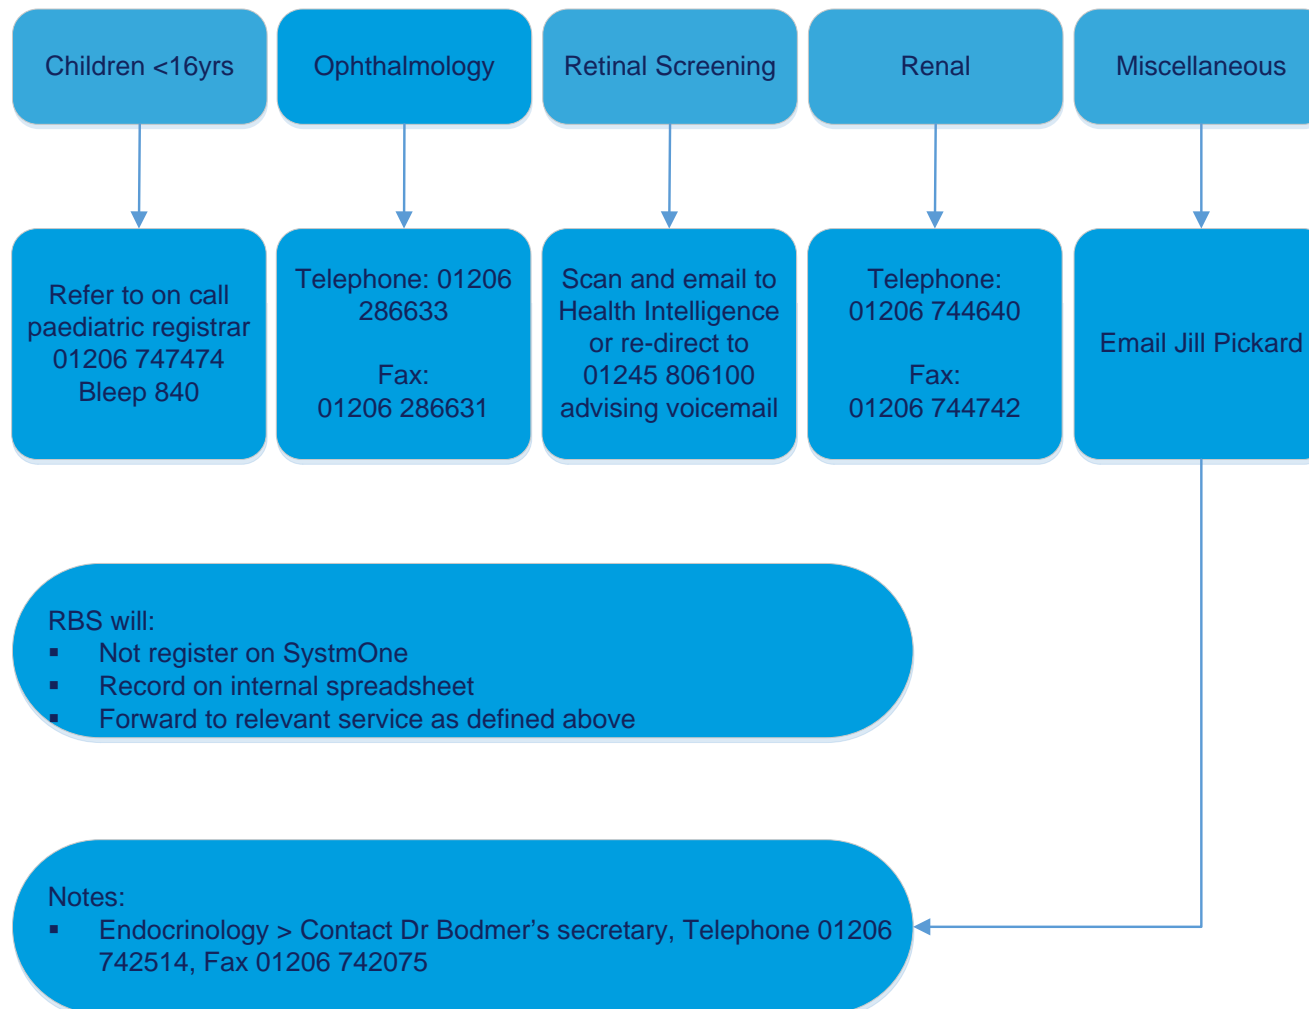 Children <16yrs
Ophthalmology
Retinal Screening
Renal
Miscellaneous
Refer to on call
paediatric registrar
01206 747474
Bleep 840
Telephone: 01206
286633
Fax:
01206 286631
Scan and email to
Health Intelligence
or re-direct to
01245 806100
advising voicemail
Telephone:
01206 744640
Fax:
01206 744742
Email Jill Pickard
RBS will:
▪ Not register on SystmOne
▪ Record on internal spreadsheet
▪ Forward to relevant service as defined above
Notes:
▪ Endocrinology > Contact Dr Bodmer’s secretary, Telephone 01206
742514, Fax 01206 742075